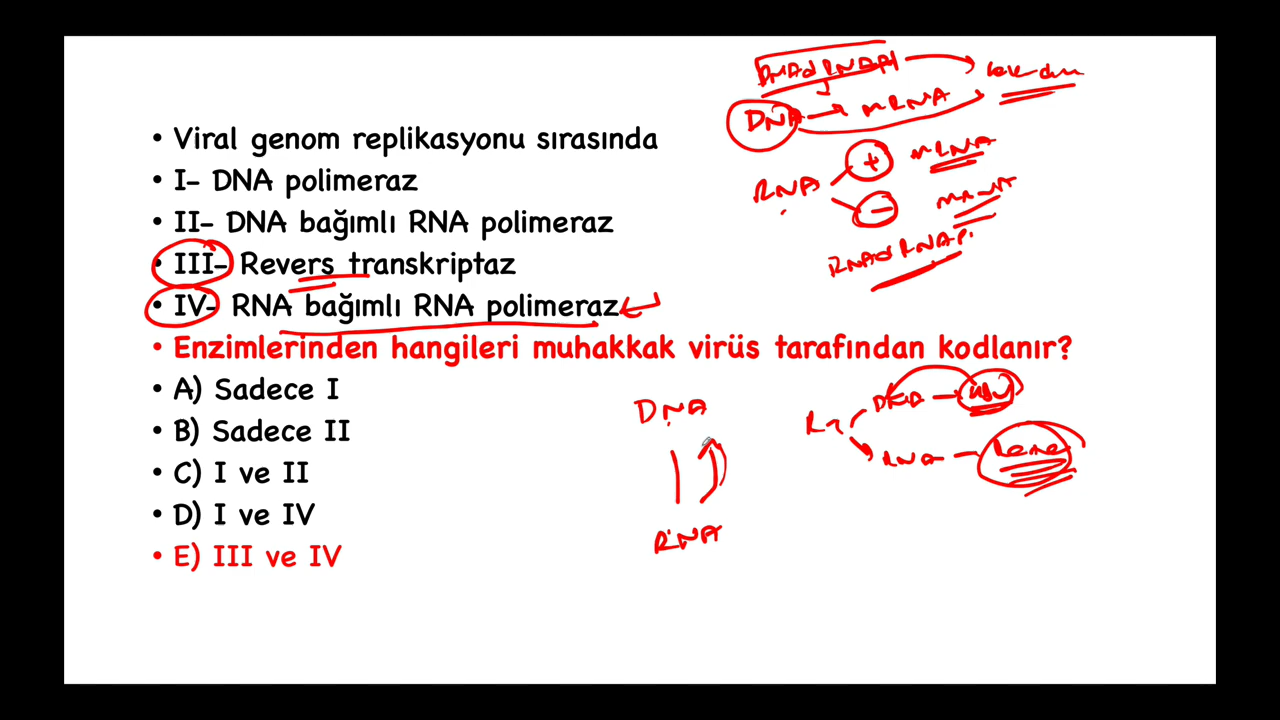 • Viral genom replikasyonu sırasında
• I- DNA polimeraz
• II- DNA bağımlı RNA polimeraz
• III- Revers transkriptaz
• IV- RNA bağımlı RNA polimeraz
• Enzimlerinden hangileri muhakkak virüs tarafından kodlanır?
• A) Sadece I
• B) Sadece II
• C) I ve II
• D) I ve IV
• E) III ve IV
DNA → mRNA
RNA
+ mRNA
-
RNAdRNAP
DNA
RNA
RNA